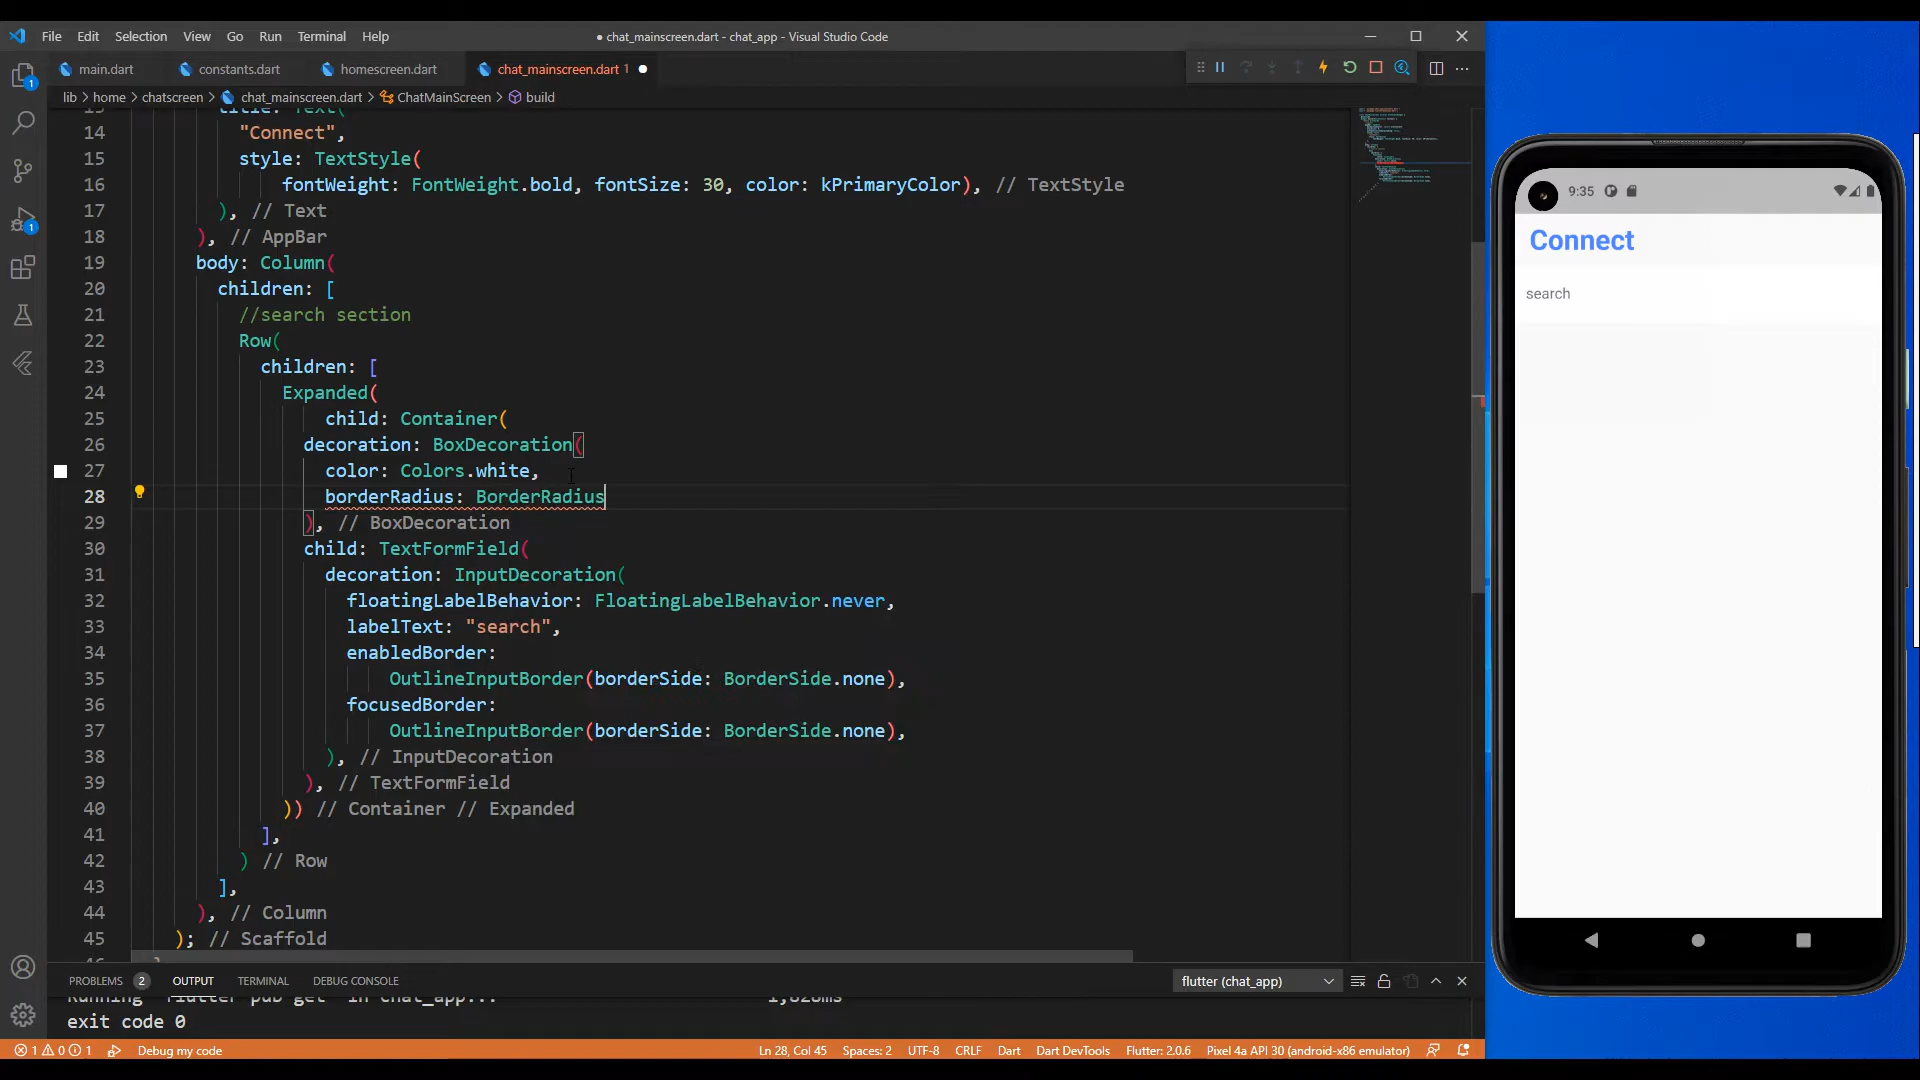 File Edit Selection View Go Run Terminal Help
● chat_mainscreen.dart - chat_app - Visual Studio Code
main.dart constants.dart homescreen.dart chat_mainscreen.dart 1
lib > home > chatscreen > chat_mainscreen.dart > ChatMainScreen > build
title: Text(
14 "Connect",
15 style: TextStyle(
16 fontWeight: FontWeight.bold, fontSize: 30, color: kPrimaryColor), // TextStyle
17 ), // Text
18 ), // AppBar
19 body: Column(
20 children: [
21 //search section
22 Row(
23 children: [
24 Expanded(
25 child: Container(
26 decoration: BoxDecoration(
27 color: Colors.white,
28 borderRadius: BorderRadius
29 ), // BoxDecoration
30 child: TextFormField(
31 decoration: InputDecoration(
32 floatingLabelBehavior: FloatingLabelBehavior.never,
33 labelText: "search",
34 enabledBorder:
35 OutlineInputBorder(borderSide: BorderSide.none),
36 focusedBorder:
37 OutlineInputBorder(borderSide: BorderSide.none),
38 ), // InputDecoration
39 ), // TextFormField
40 )) // Container // Expanded
41 ],
42 ) // Row
43 ],
44 ), // Column
45 ); // Scaffold
PROBLEMS 2 OUTPUT TERMINAL DEBUG CONSOLE
flutter (chat_app)
Running "flutter pub get" in chat_app...
exit code 0
1 0 1 Debug my code
Ln 28, Col 45 Spaces: 2 UTF-8 CRLF Dart Dart DevTools Flutter: 2.0.6 Pixel 4a API 30 (android-x86 emulator)
9:35
Connect
search